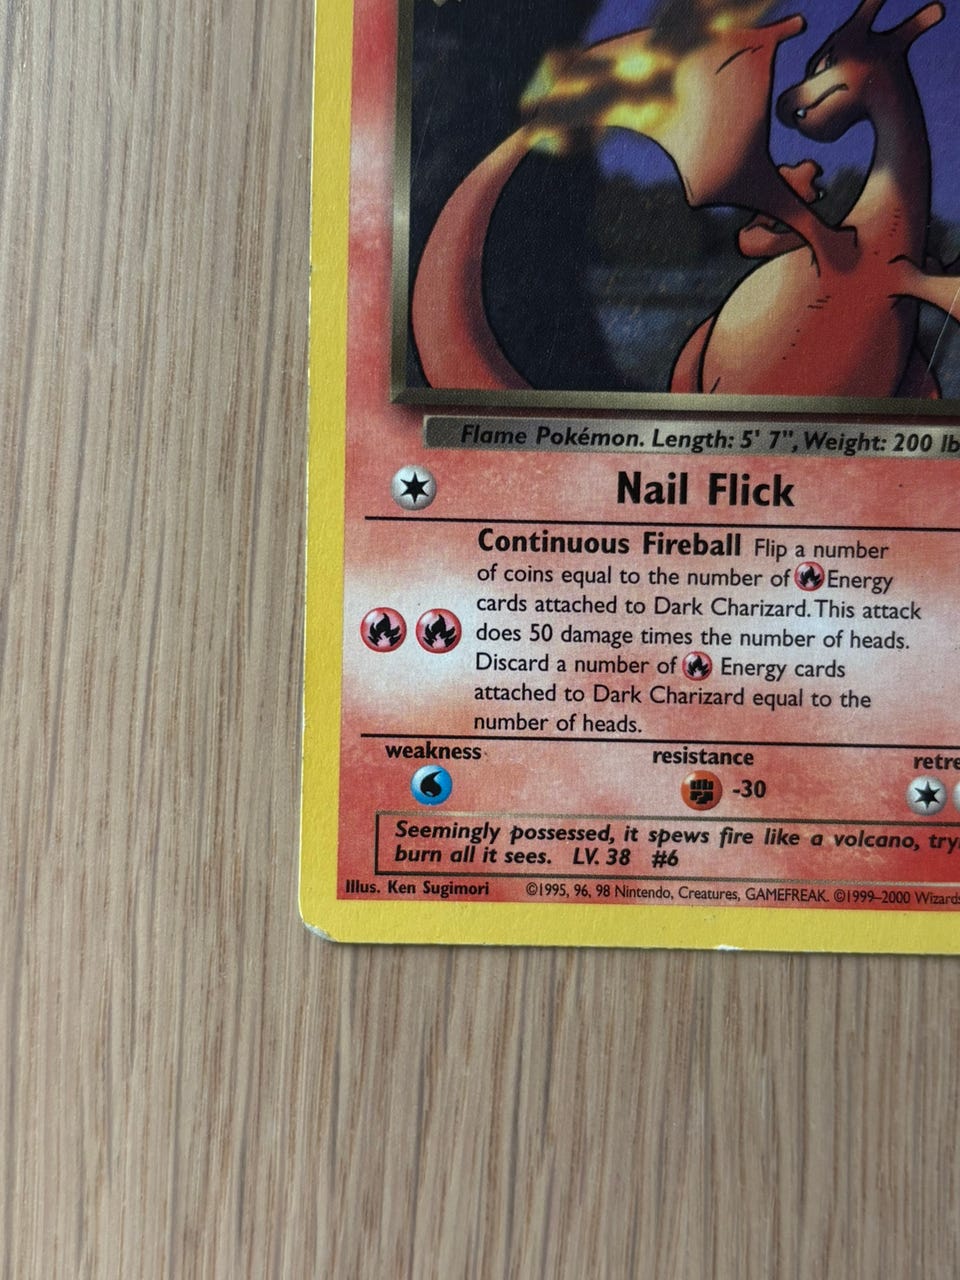 Flame Pokémon. Length: 5' 7", Weight: 200 lb
Nail Flick
Continuous Fireball Flip a number
of coins equal to the number of Energy
cards attached to Dark Charizard. This attack
does 50 damage times the number of heads.
Discard a number of Energy cards
attached to Dark Charizard equal to the
number of heads.
weakness resistance retre
-30
Seemingly possessed, it spews fire like a volcano, try
burn all it sees. LV. 38 #6
Illus. Ken Sugimori ©1995, 96, 98 Nintendo, Creatures, GAMEFREAK. ©1999–2000 Wizards